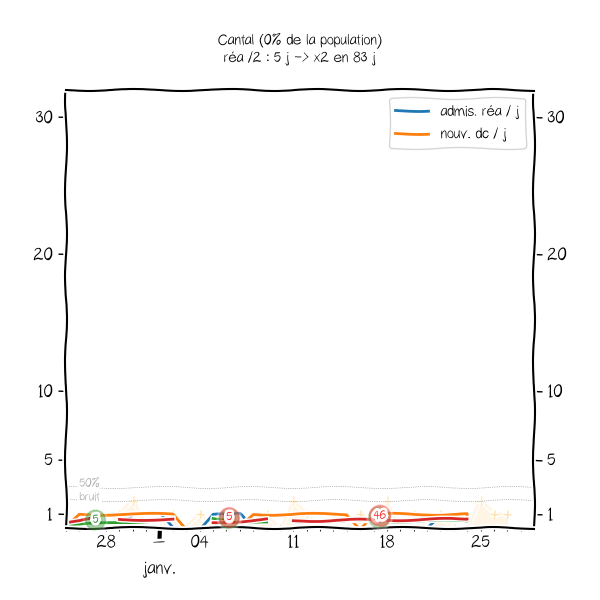 Cantal (0% de la population)
réa /2 : 5 j -> x2 en 83 j
admis. réa / j
nouv. dc / j
30 30
20 20
10 10
5 5
50%
bruit
1 5 5 46 1
28 1 04 11 18 25
janv.